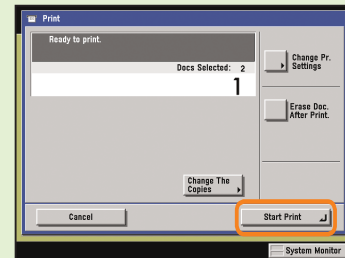 Print
Ready to print.
Docs Selected: 2
1
Change Pr.
Settings
Erase Doc.
After Print.
Change The
Copies
Cancel
Start Print
System Monitor